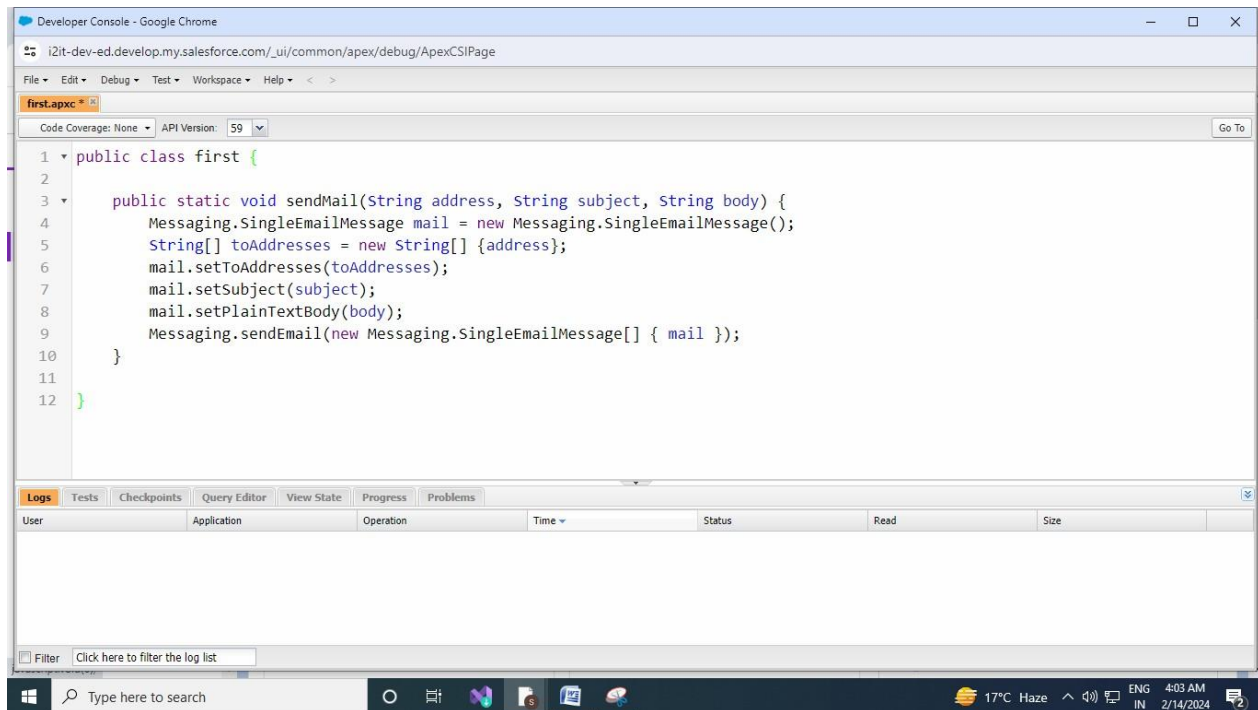 Developer Console - Google Chrome
i2it-dev-ed.develop.my.salesforce.com/_ui/common/apex/debug/ApexCSIPage
File Edit Debug Test Workspace Help < >
first.apxc *
Code Coverage: None API Version: 59 Go To
1 public class first {
2
3 public static void sendMail(String address, String subject, String body) {
4 Messaging.SingleEmailMessage mail = new Messaging.SingleEmailMessage();
5 String[] toAddresses = new String[] {address};
6 mail.setToAddresses(toAddresses);
7 mail.setSubject(subject);
8 mail.setPlainTextBody(body);
9 Messaging.sendEmail(new Messaging.SingleEmailMessage[] { mail });
10 }
11
12 }
Logs Tests Checkpoints Query Editor View State Progress Problems
User Application Operation Time Status Read Size
Filter Click here to filter the log list
Type here to search 17°C Haze ENG 4:03 AM
IN 2/14/2024 2